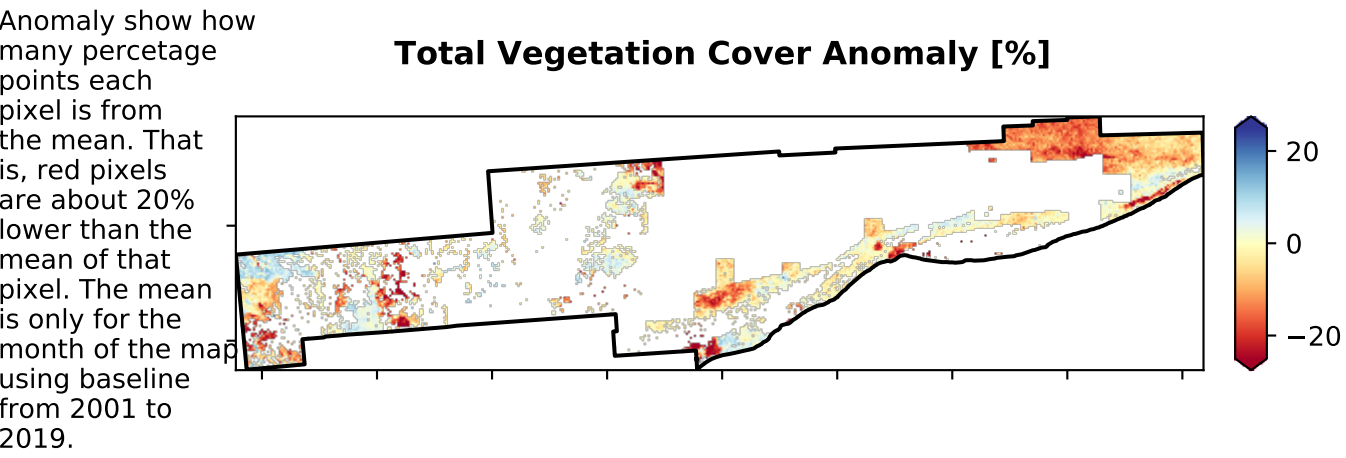 Anomaly show how
many percetage
points each
pixel is from
the mean. That
is, red pixels
are about 20%
lower than the
mean of that
pixel. The mean
is only for the
month of the map
using baseline
from 2001 to
2019.
Total Vegetation Cover Anomaly [%]
20
0
−20